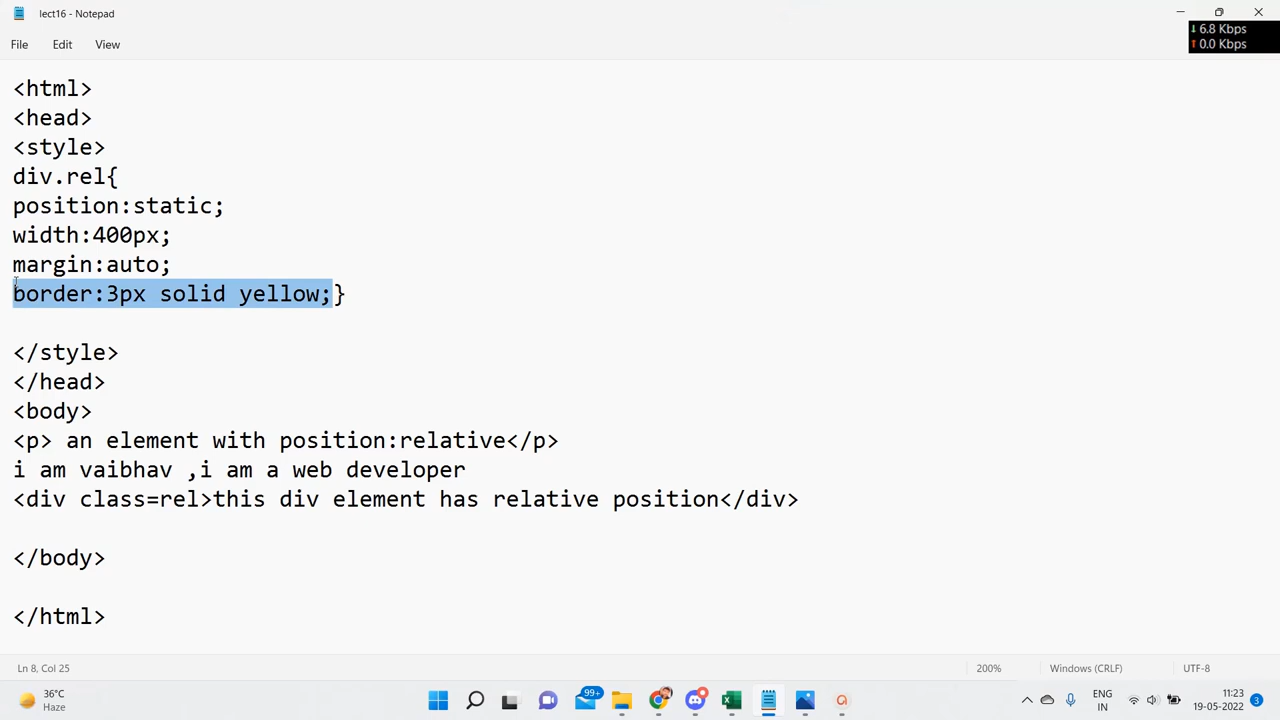 lect16 - Notepad
↓ 6.8 Kbps
↑ 0.0 Kbps
File Edit View
<html>
<head>
<style>
div.rel{
position:static;
width:400px;
margin:auto;
border:3px solid yellow;}
</style>
</head>
<body>
<p> an element with position:relative</p>
i am vaibhav ,i am a web developer
<div class=rel>this div element has relative position</div>
</body>
</html>
Ln 8, Col 25 200% Windows (CRLF) UTF-8
36°C
Haze
99+
ENG
IN
11:23
19-05-2022
3